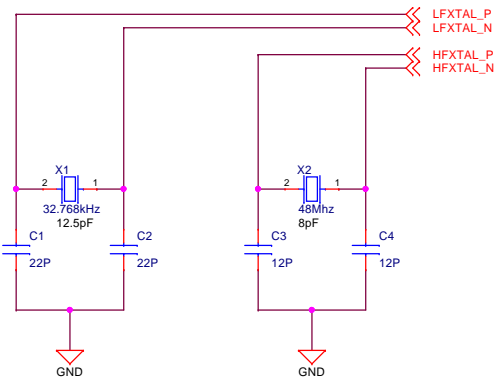 LFXTAL_P
LFXTAL_N
HFXTAL_P
HFXTAL_N
X1
2 1
32.768kHz
12.5pF
X2
2 1
48Mhz
8pF
C1
22P
C2
22P
C3
12P
C4
12P
GND
GND